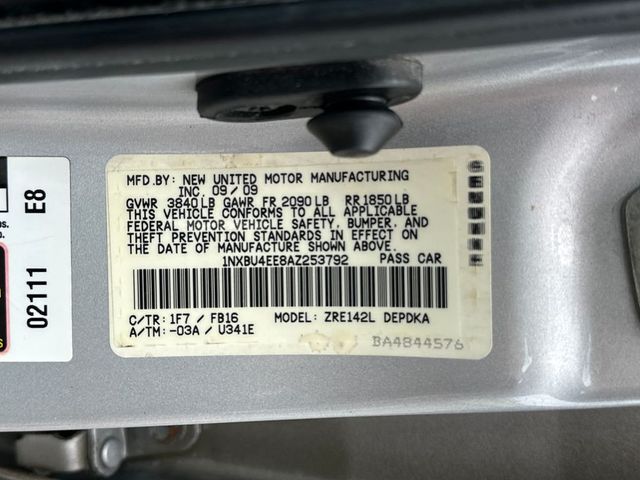 MFD.BY: NEW UNITED MOTOR MANUFACTURING
INC. 09/09
GVWR 3840LB GAWR FR 2090LB RR1850LB
THIS VEHICLE CONFORMS TO ALL APPLICABLE
FEDERAL MOTOR VEHICLE SAFETY, BUMPER, AND
THEFT PREVENTION STANDARDS IN EFFECT ON
THE DATE OF MANUFACTURE SHOWN ABOVE.
1NXBU4EE8AZ253792 PASS CAR
C/TR: 1F7 / FB16 MODEL: ZRE142L DEPDKA
A/TM: -03A / U341E
BA4844576
02111 E8